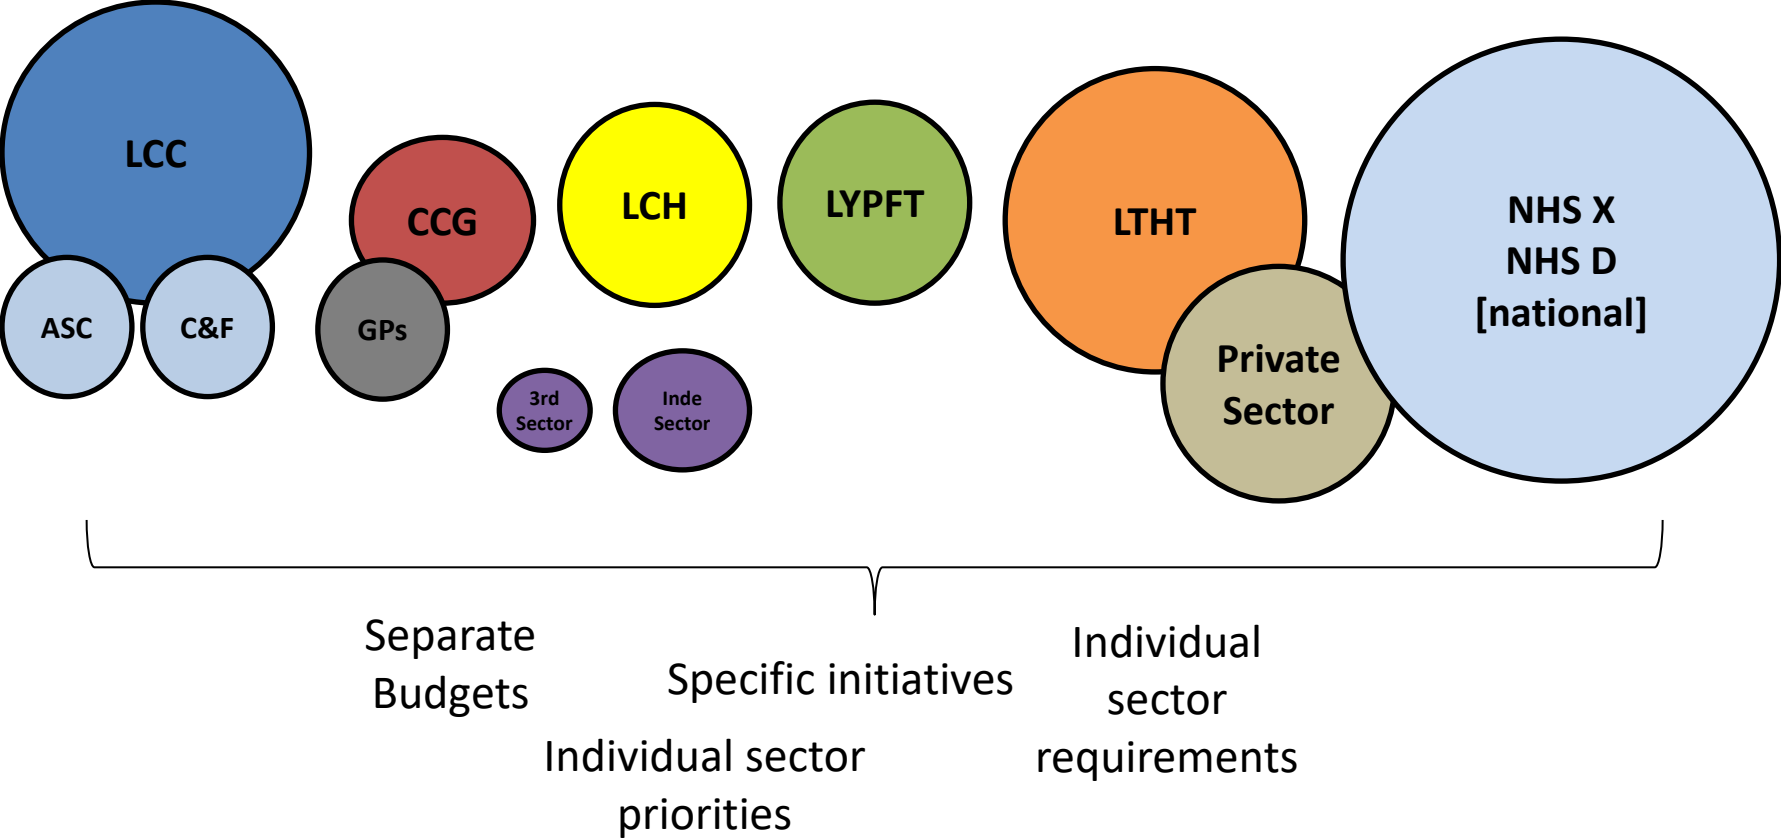 LCC
CCG
LCH
LYPFT
LTHT
NHS X
NHS D
[national]
ASC
C&F
GPs
3rd
Sector
Inde
Sector
Private
Sector
Separate
Budgets
Specific initiatives
Individual
sector
requirements
Individual sector
priorities